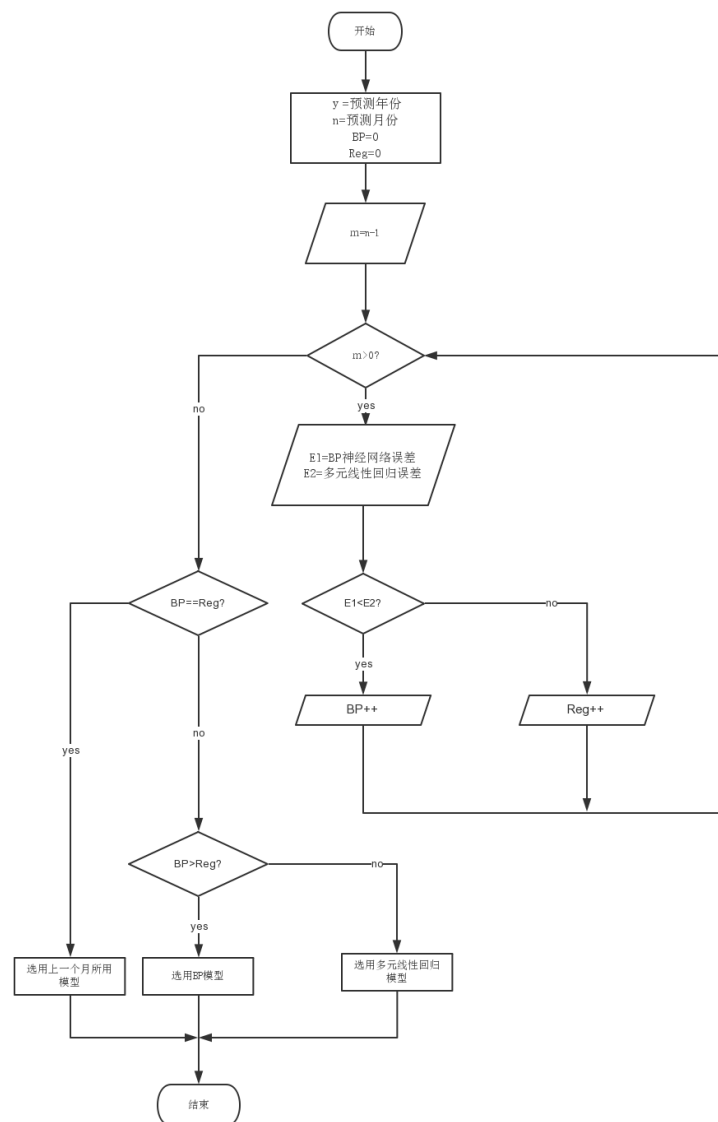 开始
y =预测年份
n=预测月份
BP=0
Reg=0
m=n-1
m>0?
no
yes
E1=BP神经网络误差
E2=多元线性回归误差
BP==Reg?
E1<E2?
no
yes
BP++
Reg++
no
yes
BP>Reg?
no
yes
选用上一个月所用
模型
选用BP模型
选用多元线性回归
模型
结束